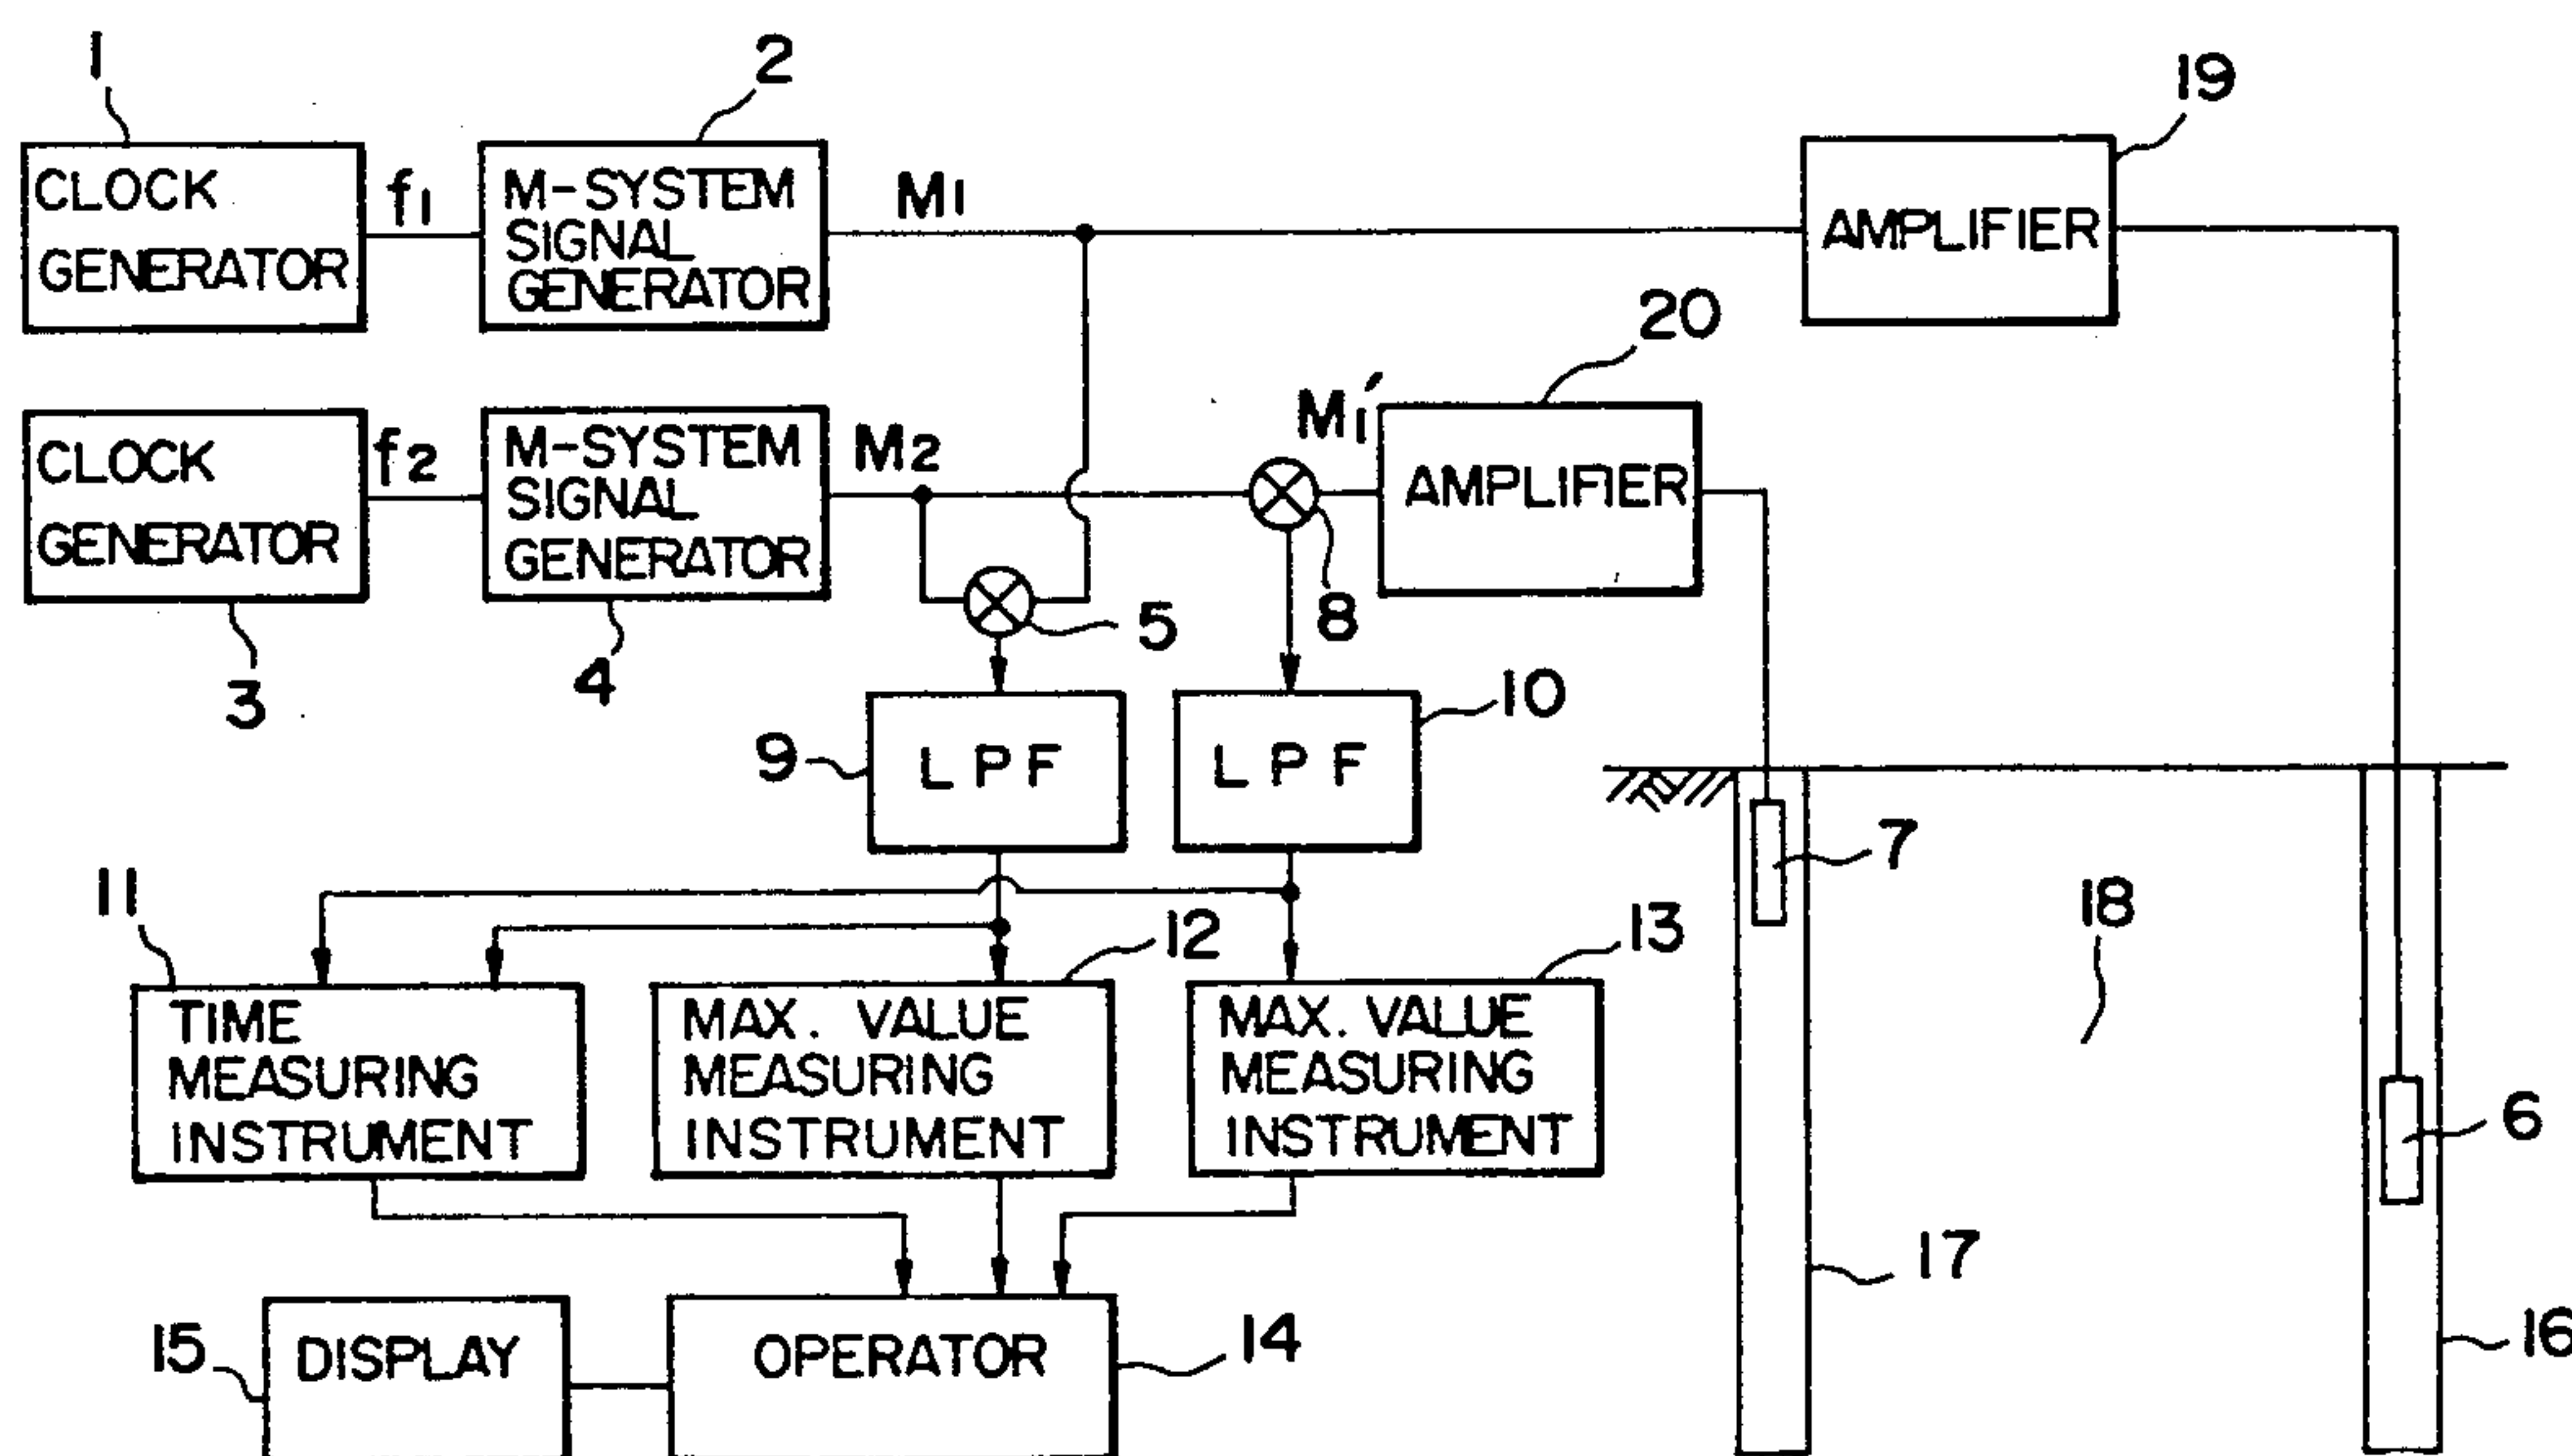 1
2
19
CLOCK
GENERATOR
f1
M-SYSTEM
SIGNAL
GENERATOR
M1
AMPLIFIER
20
CLOCK
GENERATOR
f2
M-SYSTEM
SIGNAL
GENERATOR
M2
M1'
AMPLIFIER
3
4
5
8
9
LPF
LPF
10
7
18
11
12
13
TIME
MEASURING
INSTRUMENT
MAX. VALUE
MEASURING
INSTRUMENT
MAX. VALUE
MEASURING
INSTRUMENT
6
17
16
15
DISPLAY
OPERATOR
14